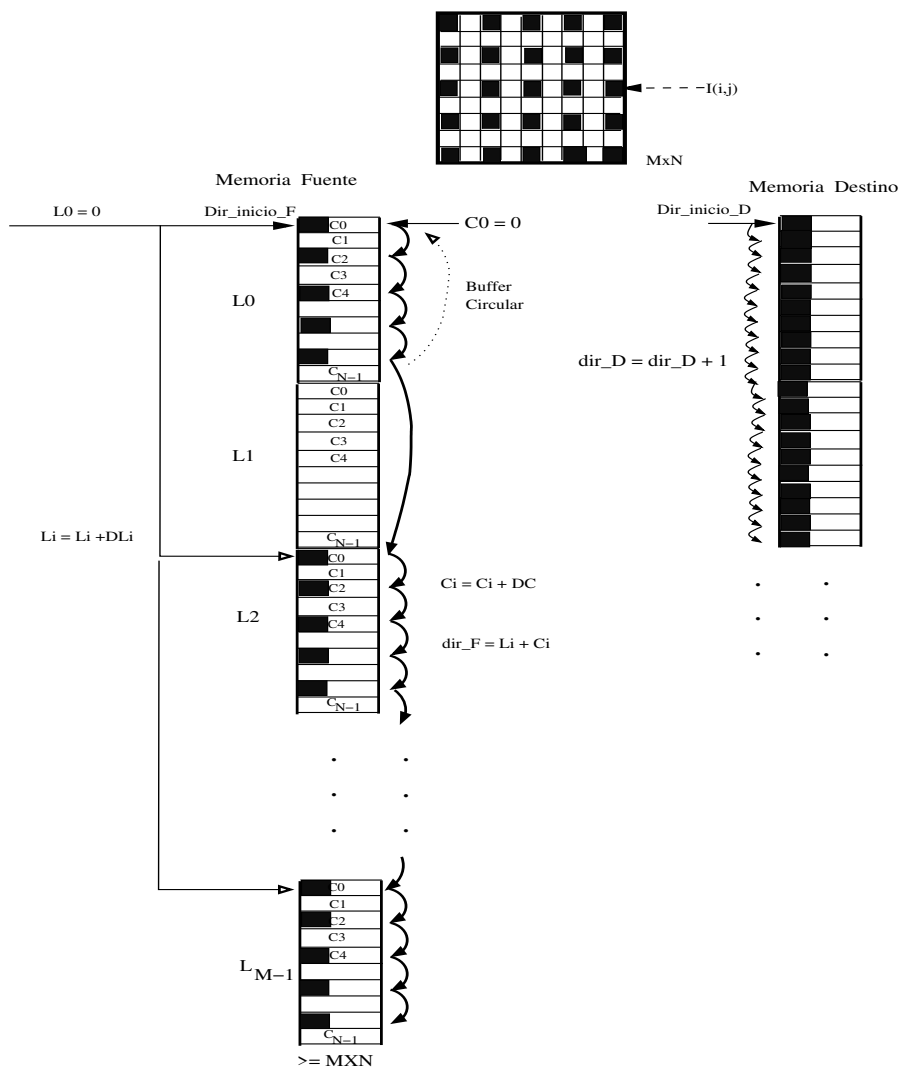 I(i,j)
MxN
Memoria Fuente
Memoria Destino
L0 = 0
Dir_inicio_F
C0 = 0
Dir_inicio_D
C0
C1
C2
C3
C4
C_N−1
L0
Buffer
Circular
dir_D = dir_D + 1
C0
C1
C2
C3
C4
C_N−1
L1
Li = Li +DLi
C0
C1
C2
C3
C4
C_N−1
L2
Ci = Ci + DC
dir_F = Li + Ci
C0
C1
C2
C3
C4
C_N−1
L_M−1
>= MXN